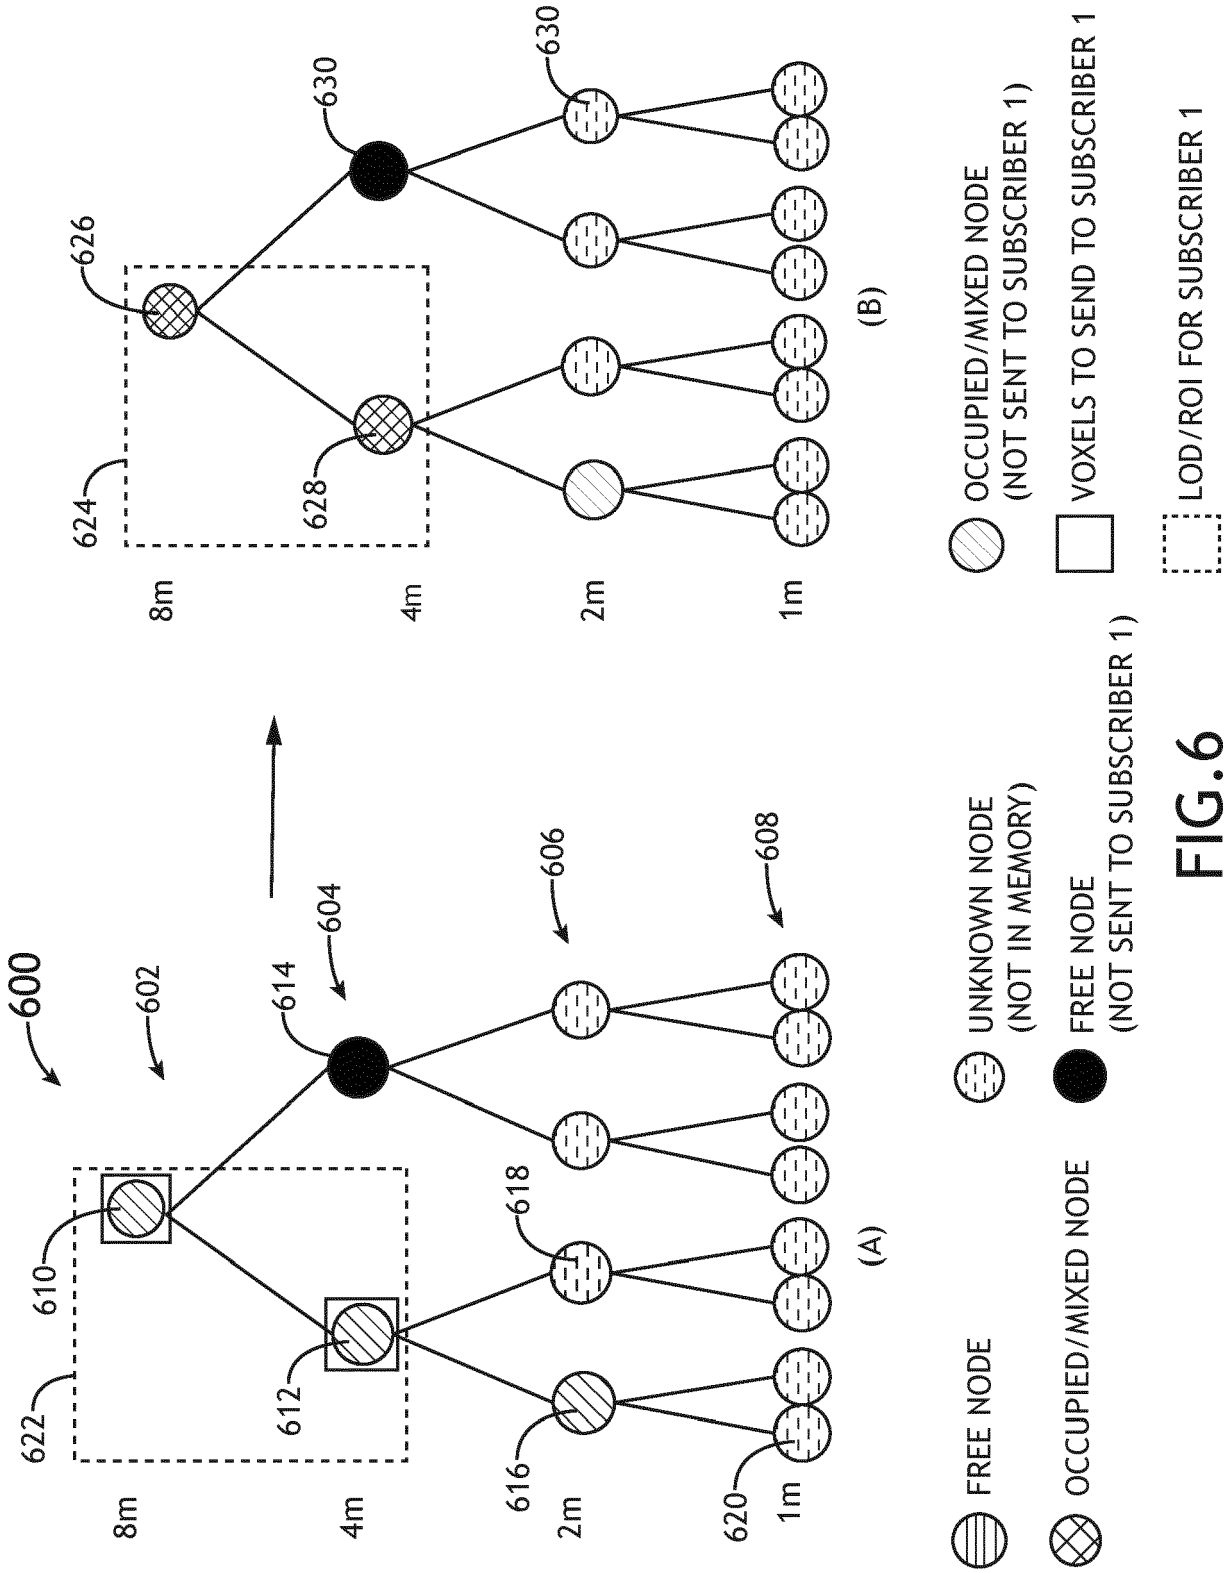 600
602
622
610
614
604
612
616
618
606
620
608
8m
4m
2m
1m
(A)
624
626
628
630
630
8m
4m
2m
1m
(B)
FREE NODE
OCCUPIED/MIXED NODE
UNKNOWN NODE
(NOT IN MEMORY)
FREE NODE
(NOT SENT TO SUBSCRIBER 1)
OCCUPIED/MIXED NODE
(NOT SENT TO SUBSCRIBER 1)
VOXELS TO SEND TO SUBSCRIBER 1
LOD/ROI FOR SUBSCRIBER 1
FIG.6